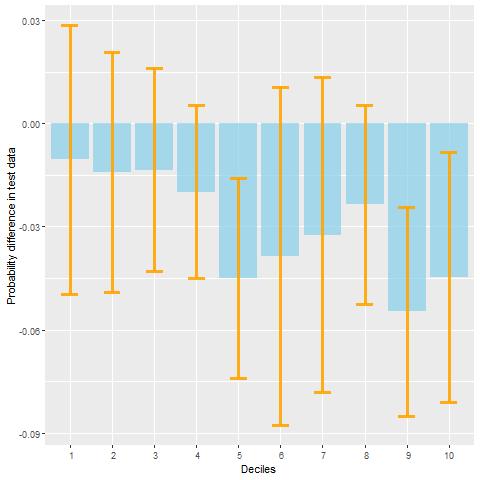 0.03
0.00
-0.03
-0.06
-0.09
Probability difference in test data
1 2 3 4 5 6 7 8 9 10
Deciles